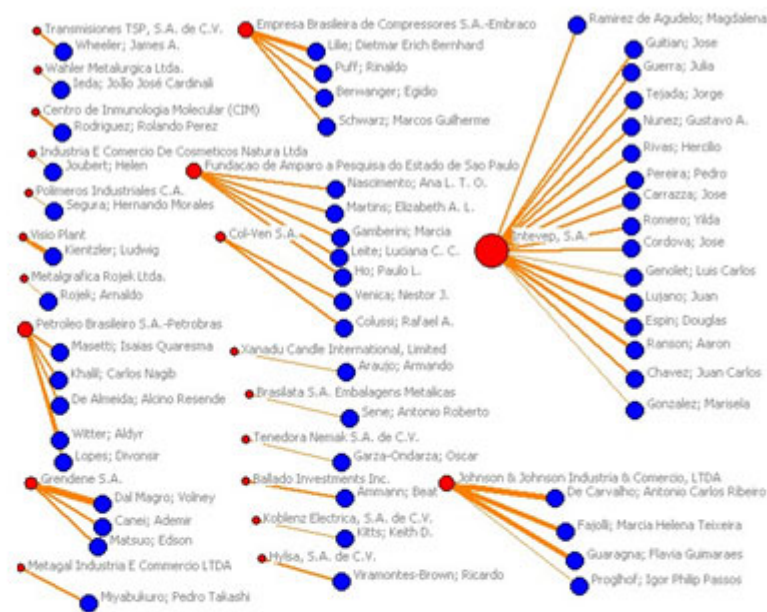 Transmisiones TSP, S.A. de C.V.
Wheeler; James A.
Wahler Metalurgica Ltda.
Ieda; João José Cardinali
Centro de Inmunologia Molecular (CIM)
Rodriguez; Rolando Perez
Industria E Comercio De Cosmeticos Natura Ltda
Joubert; Helen
Polimeros Industriales C.A.
Segura; Hernando Morales
Visio Plant
Kientzler; Ludwig
Metalgrafica Rojek Ltda.
Rojek; Arnaldo
Petroleo Brasileiro S.A.-Petrobras
Masetti; Isaias Quaresma
Khalil; Carlos Nagib
De Almeida; Alcino Resende
Witter; Aldyr
Lopes; Divonsir
Grendene S.A.
Dal Magro; Volney
Canei; Ademir
Matsuo; Edson
Metagal Industria E Commercio LTDA
Miyabukuro; Pedro Takashi
Empresa Brasileira de Compressores S.A.-Embraco
Lilie; Dietmar Erich Bernhard
Puff; Rinaldo
Berwanger; Egidio
Schwarz; Marcos Guilherme
Fundacao de Amparo a Pesquisa do Estado de Sao Paulo
Nascimento; Ana L. T. O.
Martins; Elizabeth A. L.
Gamberini; Marcia
Leite; Luciana C. C.
Ho; Paulo L.
Col-Ven S.A.
Venica; Nestor J.
Colussi; Rafael A.
Xanadu Candle International, Limited
Araujo; Armando
Brasilata S.A. Embalagens Metalicas
Sene; Antonio Roberto
Tenedora Nemak S.A. de C.V.
Garza-Ondarza; Oscar
Ballado Investments Inc.
Ammann; Beat
Koblenz Electrica, S.A. de C.V.
Kitts; Keith D.
Hylsa, S.A. de C.V.
Viramontes-Brown; Ricardo
Ramirez de Agudelo; Magdalena
Guitian; Jose
Guerra; Julia
Tejada; Jorge
Nunez; Gustavo A.
Rivas; Hercilio
Pereira; Pedro
Carrazza; Jose
Romero; Yilda
Intevep, S.A.
Cordova; Jose
Genolet; Luis Carlos
Lujano; Juan
Espin; Douglas
Ranson; Aaron
Chavez; Juan Carlos
Gonzalez; Marisela
Johnson & Johnson Industria & Comercio, LTDA
De Carvalho; Antonio Carlos Ribeiro
Fajolli; Marcia Helena Teixeira
Guaragna; Flavia Guimaraes
Proglhof; Igor Philip Passos